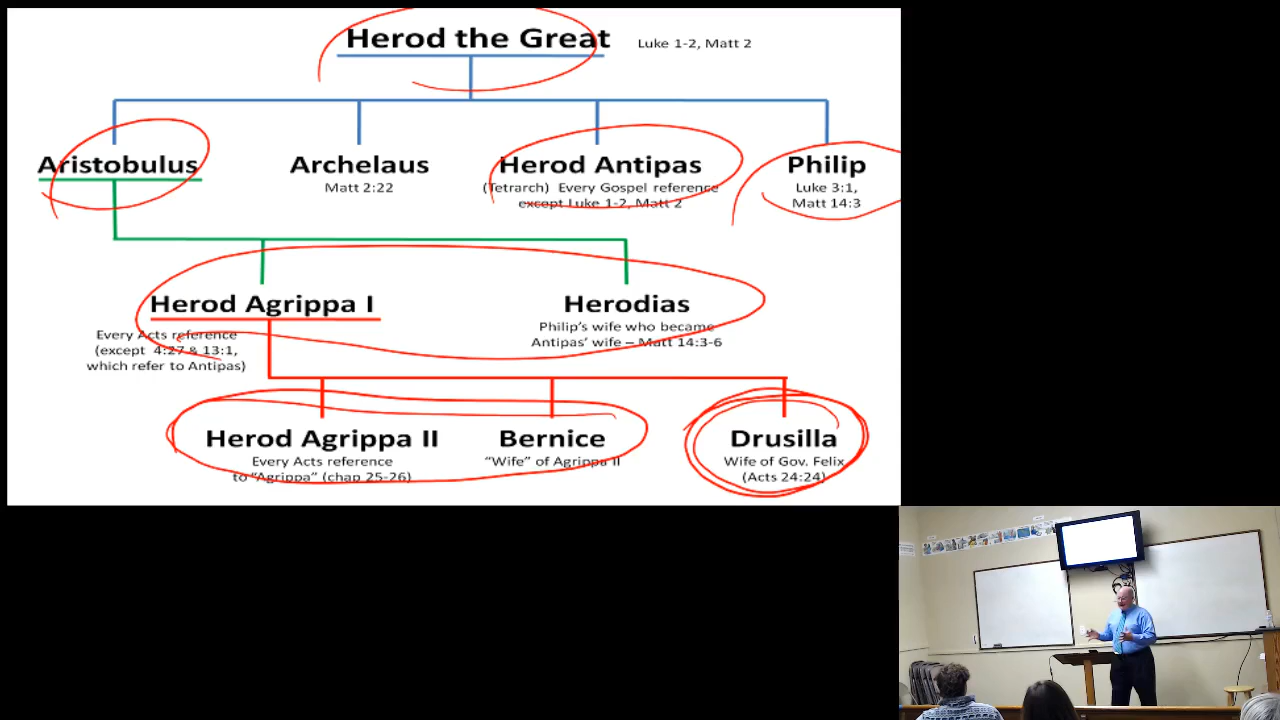 Herod the Great
Luke 1-2, Matt 2
Aristobulus
Archelaus
Matt 2:22
Herod Antipas
(Tetrarch) Every Gospel reference
except Luke 1-2, Matt 2
Philip
Luke 3:1,
Matt 14:3
Herod Agrippa I
Every Acts reference
(except 4:27 & 13:1,
which refer to Antipas)
Herodias
Philip's wife who became
Antipas' wife – Matt 14:3-6
Herod Agrippa II
Every Acts reference
to "Agrippa" (chap 25-26)
Bernice
"Wife" of Agrippa II
Drusilla
Wife of Gov. Felix
(Acts 24:24)